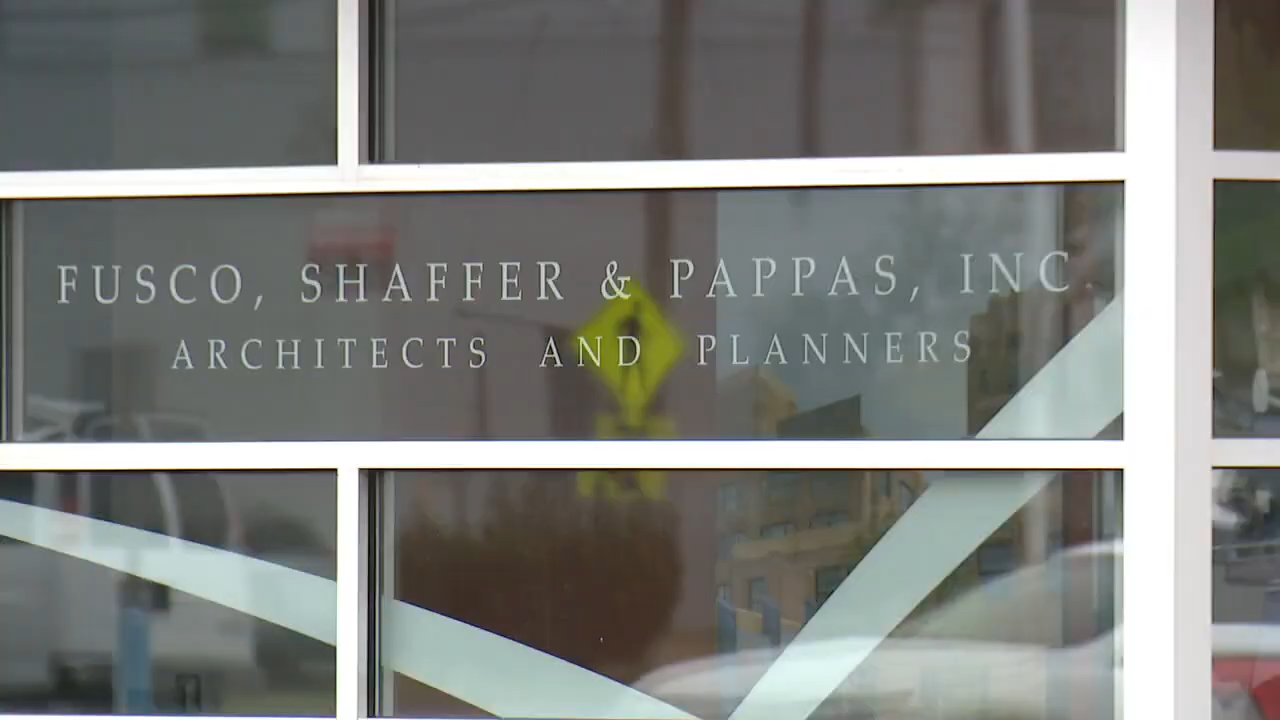 FUSCO, SHAFFER & PAPPAS, INC.
ARCHITECTS AND PLANNERS